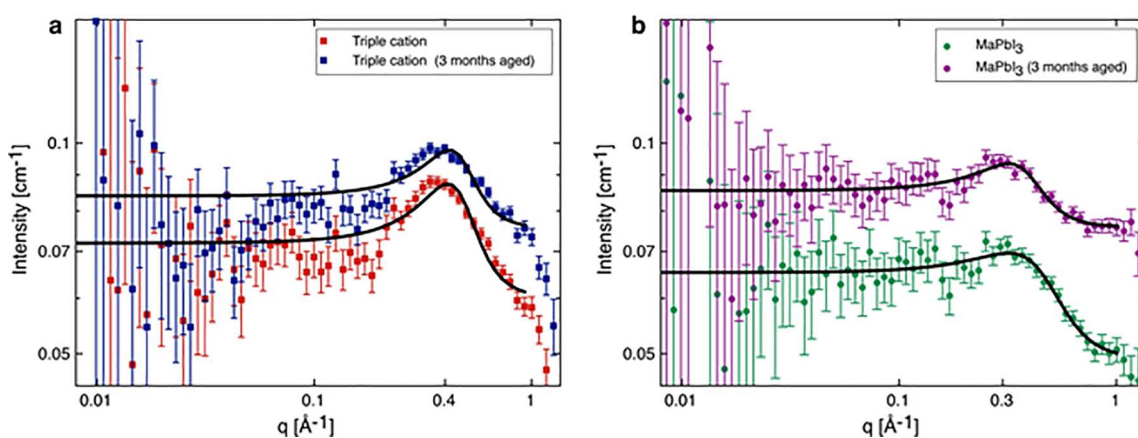 a
Triple cation
Triple cation (3 months aged)
Intensity [cm-1]
0.1
0.07
0.05
0.01
0.1
0.4
1
q [Å-1]
b
MaPbI3
MaPbI3 (3 months aged)
Intensity [cm-1]
0.1
0.07
0.05
0.01
0.1
0.3
1
q [Å-1]